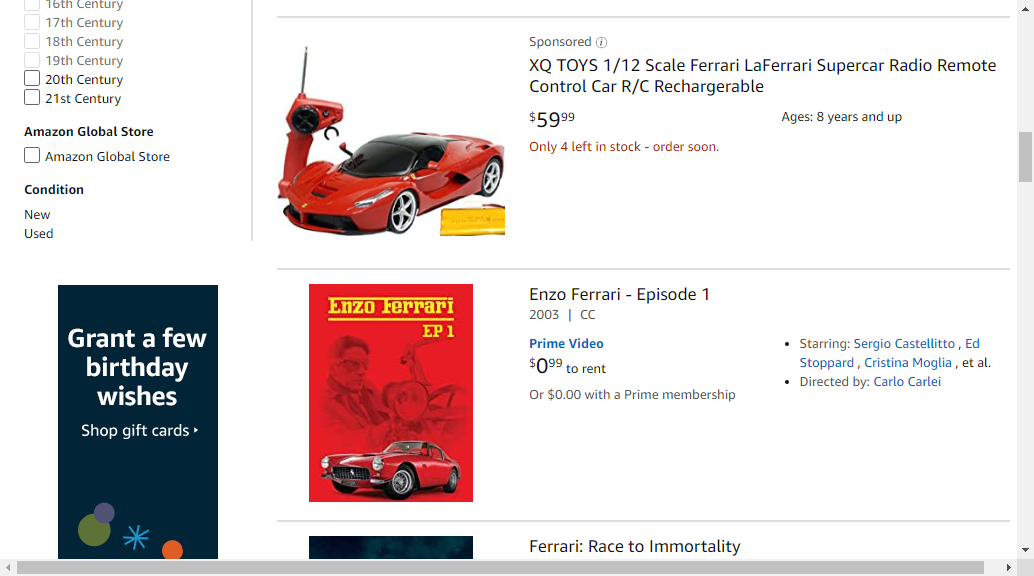 16th Century
17th Century
18th Century
19th Century
20th Century
21st Century
Amazon Global Store
Amazon Global Store
Condition
New
Used
Grant a few
birthday
wishes
Shop gift cards
Sponsored
XQ TOYS 1/12 Scale Ferrari LaFerrari Supercar Radio Remote
Control Car R/C Rechargerable
$59.99
Ages: 8 years and up
Only 4 left in stock - order soon.
Enzo Ferrari
EP 1
Enzo Ferrari - Episode 1
2003 | CC
Prime Video
$0.99 to rent
Or $0.00 with a Prime membership
Starring: Sergio Castellitto , Ed
Stoppard , Cristina Moglia , et al.
Directed by: Carlo Carlei
Ferrari: Race to Immortality